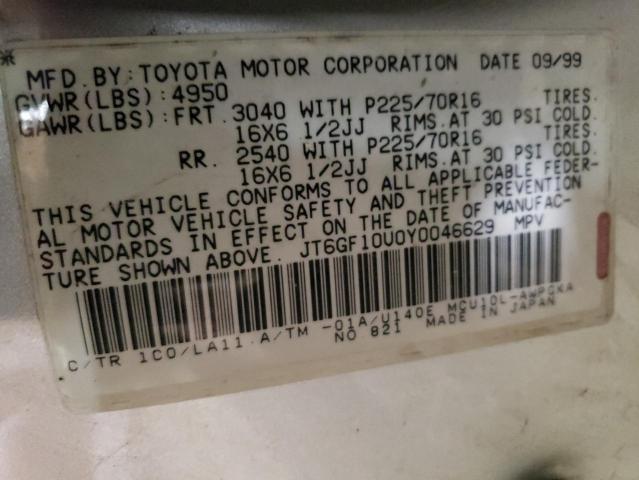 MFD.BY:TOYOTA MOTOR CORPORATION DATE 09/99
GVWR(LBS):4950
GAWR(LBS):FRT.3040 WITH P225/70R16 TIRES.
16X6 1/2JJ RIMS.AT 30 PSI COLD.
RR. 2540 WITH P225/70R16 TIRES.
16X6 1/2JJ RIMS.AT 30 PSI COLD.
THIS VEHICLE CONFORMS TO ALL APPLICABLE FEDER-
AL MOTOR VEHICLE SAFETY AND THEFT PREVENTION
STANDARDS IN EFFECT ON THE DATE OF MANUFAC-
TURE SHOWN ABOVE. JT6GF10U0Y0046629 MPV
C/TR 1C0/LA11.A/TM -01A/U140E MCU10L-AWPGKA
NO 821 MADE IN JAPAN